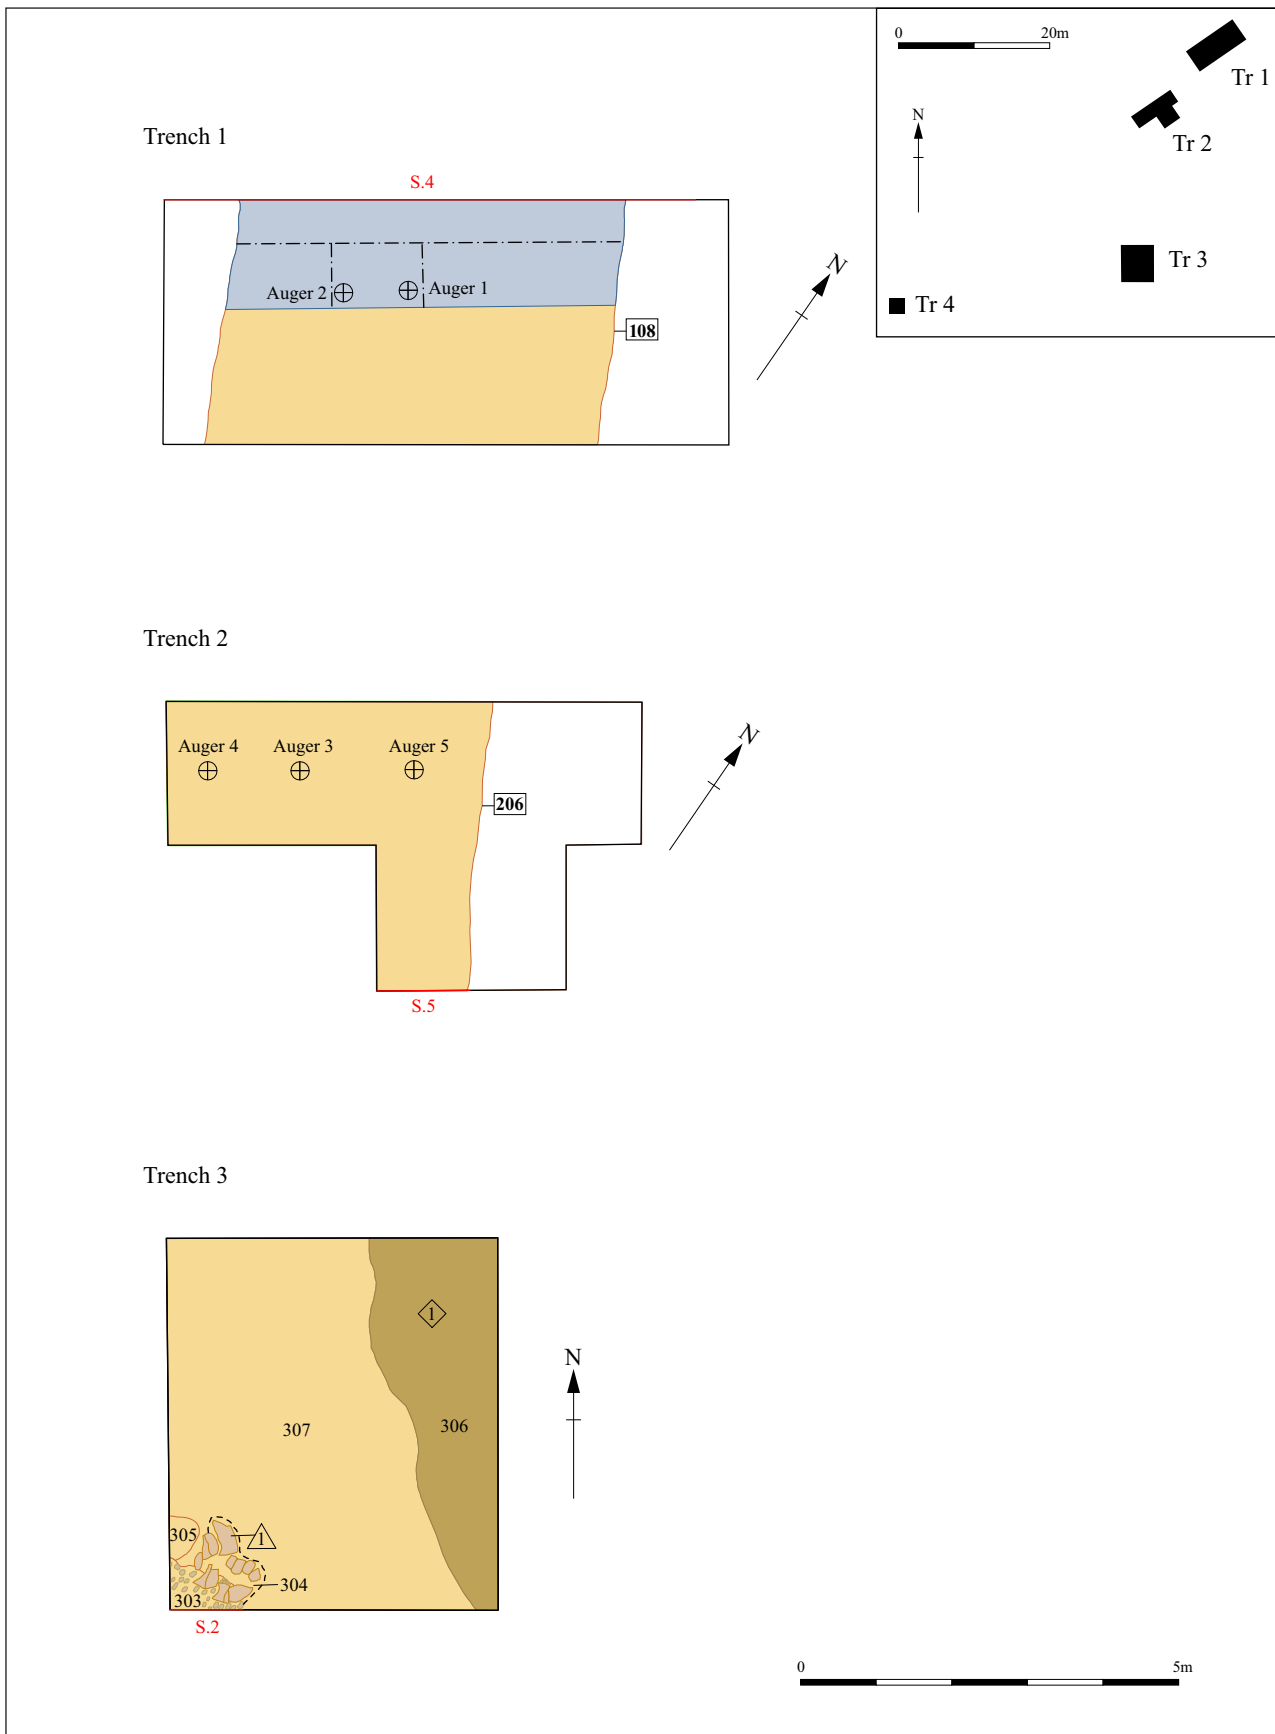 0 20m
Tr 1
N
Tr 2
Tr 3
Tr 4
Trench 1
S.4
Auger 2
Auger 1
108
N
Trench 2
Auger 4 Auger 3 Auger 5
206
N
S.5
Trench 3
1
N
307
306
305
1
304
303
S.2
0 5m